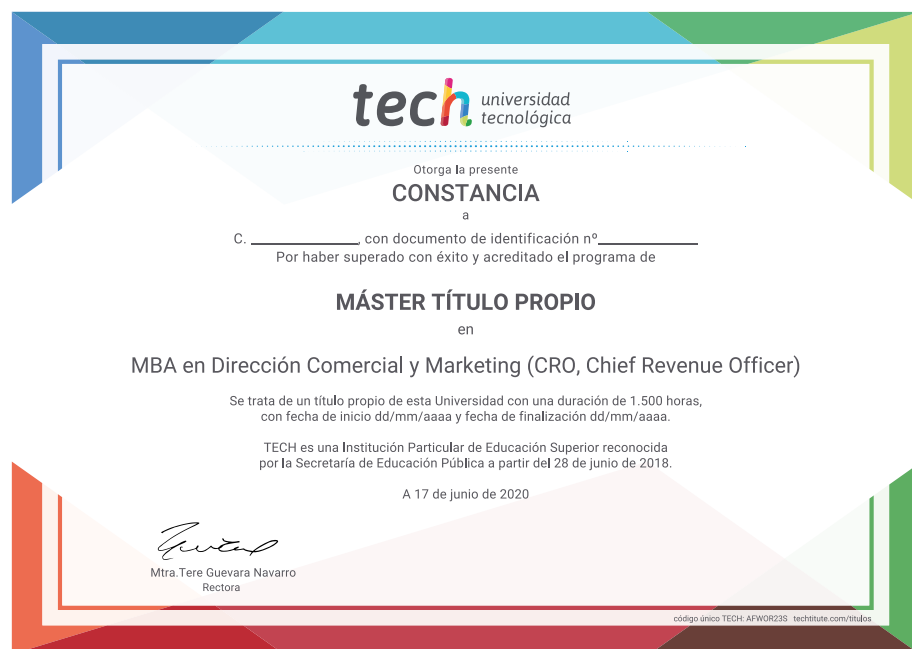 tech universidad
tecnológica
Otorga la presente
CONSTANCIA
a
C. ____________, con documento de identificación nº____________
Por haber superado con éxito y acreditado el programa de
MÁSTER TÍTULO PROPIO
en
MBA en Dirección Comercial y Marketing (CRO, Chief Revenue Officer)
Se trata de un título propio de esta Universidad con una duración de 1.500 horas,
con fecha de inicio dd/mm/aaaa y fecha de finalización dd/mm/aaaa.
TECH es una Institución Particular de Educación Superior reconocida
por la Secretaría de Educación Pública a partir del 28 de junio de 2018.
A 17 de junio de 2020
Mtra.Tere Guevara Navarro
Rectora
código único TECH: AFWOR23S techtitute.com/titulos